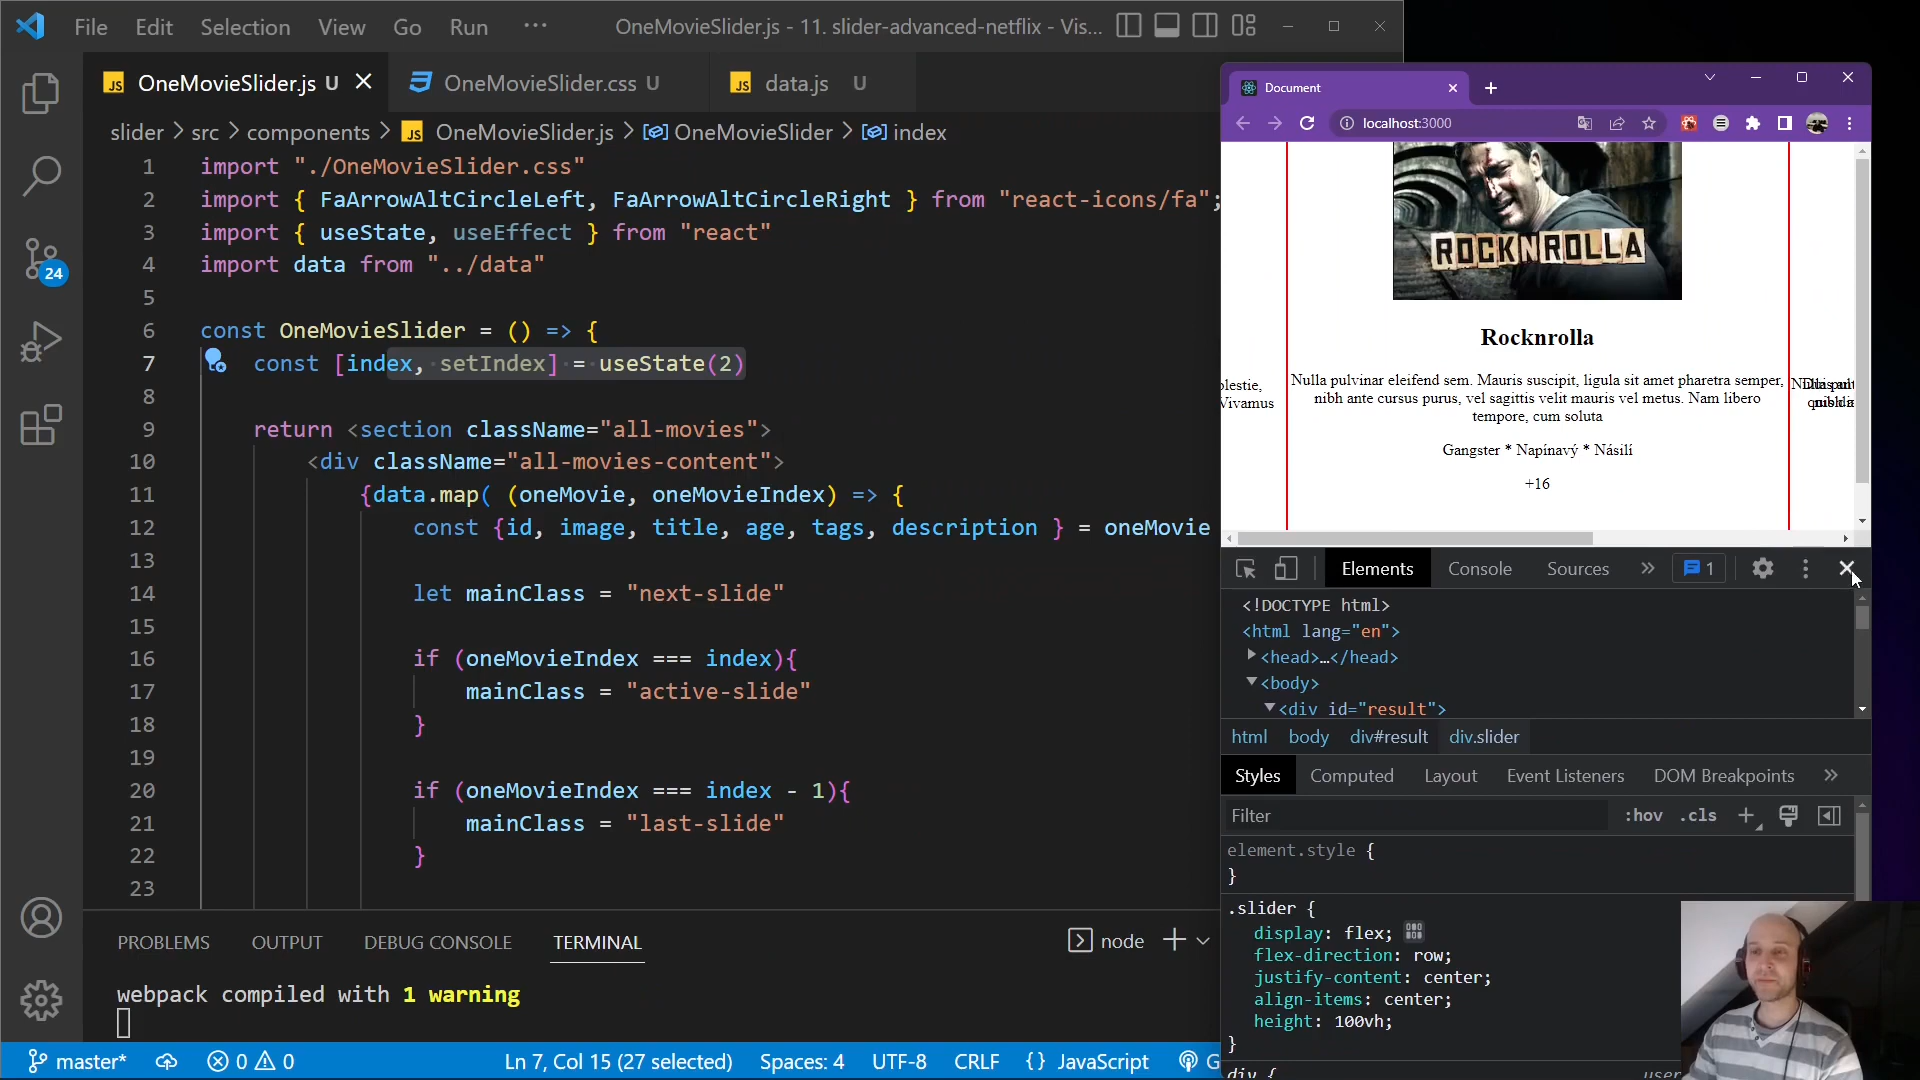 File Edit Selection View Go Run ··· OneMovieSlider.js - 11. slider-advanced-netflix - Vis...
OneMovieSlider.js U
OneMovieSlider.css U
data.js U
slider > src > components > JS OneMovieSlider.js > OneMovieSlider > index
1 import "./OneMovieSlider.css"
2 import { FaArrowAltCircleLeft, FaArrowAltCircleRight } from "react-icons/fa";
3 import { useState, useEffect } from "react"
4 import data from "../data"
5
6 const OneMovieSlider = () => {
7 const [index, setIndex] = useState(2)
8
9 return <section className="all-movies">
10 <div className="all-movies-content">
11 {data.map( (oneMovie, oneMovieIndex) => {
12 const {id, image, title, age, tags, description } = oneMovie
13
14 let mainClass = "next-slide"
15
16 if (oneMovieIndex === index){
17 mainClass = "active-slide"
18 }
19
20 if (oneMovieIndex === index - 1){
21 mainClass = "last-slide"
22 }
23
24
PROBLEMS OUTPUT DEBUG CONSOLE TERMINAL
node
webpack compiled with 1 warning
master* 0 0 Ln 7, Col 15 (27 selected) Spaces: 4 UTF-8 CRLF {} JavaScript G
Document
localhost:3000
ROCKNROLLA
Rocknrolla
Nulla pulvinar eleifend sem. Mauris suscipit, ligula sit amet pharetra semper,
nibh ante cursus purus, vel sagittis velit mauris vel metus. Nam libero
tempore, cum soluta
Gangster * Napínavý * Násilí
+16
Vivamus
Elements Console Sources » 1
<!DOCTYPE html>
<html lang="en">
<head>…</head>
<body>
<div id="result">
html body div#result div.slider
Styles Computed Layout Event Listeners DOM Breakpoints »
Filter :hov .cls
element.style {
}
.slider {
display: flex;
flex-direction: row;
justify-content: center;
align-items: center;
height: 100vh;
}
div {
user